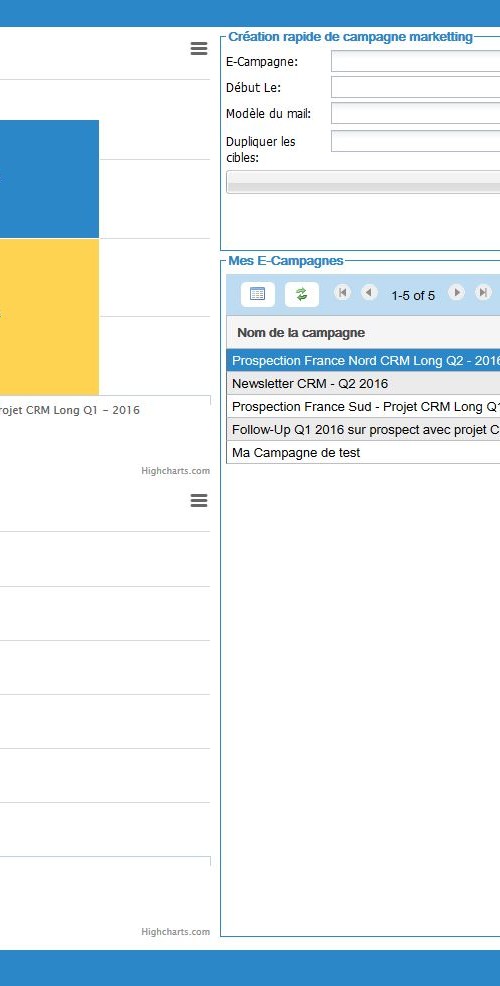 rojet CRM Long Q1 - 2016
Highcharts.com
Highcharts.com
Création rapide de campagne marketting
E-Campagne:
Début Le:
Modèle du mail:
Dupliquer les
cibles:
Mes E-Campagnes
1-5 of 5
Nom de la campagne
Prospection France Nord CRM Long Q2 - 2016
Newsletter CRM - Q2 2016
Prospection France Sud - Projet CRM Long Q1
Follow-Up Q1 2016 sur prospect avec projet C
Ma Campagne de test